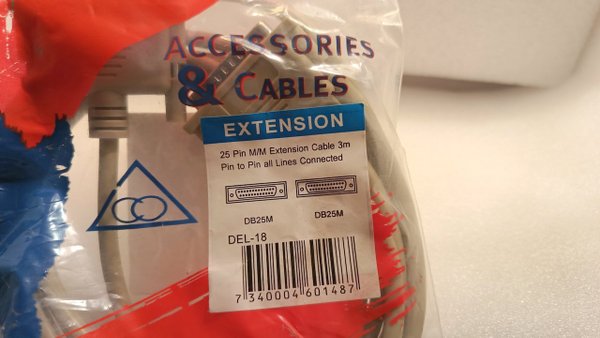 ACCESSORIES
& CABLES
EXTENSION
25 Pin M/M Extension Cable 3m
Pin to Pin all Lines Connected
DB25M DB25M
DEL-18
7 340004 601487